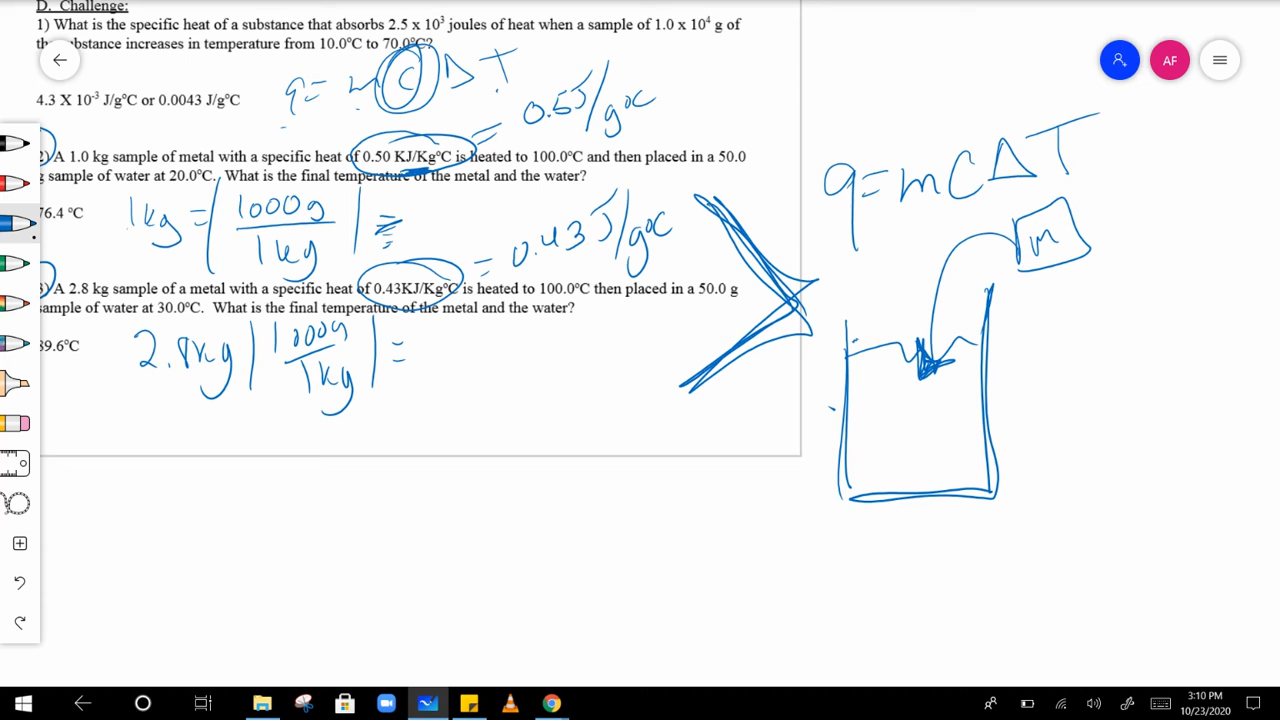 D. Challenge:
1) What is the specific heat of a substance that absorbs 2.5 x 10³ joules of heat when a sample of 1.0 x 10⁴ g of
substance increases in temperature from 10.0°C to 70.0°C?
q= mC Δ T
4.3 X 10⁻³ J/g°C or 0.0043 J/g°C
= 0.5J/g°C
2) A 1.0 kg sample of metal with a specific heat of 0.50 KJ/Kg°C is heated to 100.0°C and then placed in a 50.0
g sample of water at 20.0°C. What is the final temperature of the metal and the water?
76.4 °C
1kg = | 1000g / 1kg | =
= 0.43J/g°C
3) A 2.8 kg sample of a metal with a specific heat of 0.43KJ/Kg°C is heated to 100.0°C then placed in a 50.0 g
sample of water at 30.0°C. What is the final temperature of the metal and the water?
2.8kg | 1000g / 1kg | =
89.6°C
q=mCΔT
m
AF
3:10 PM
10/23/2020